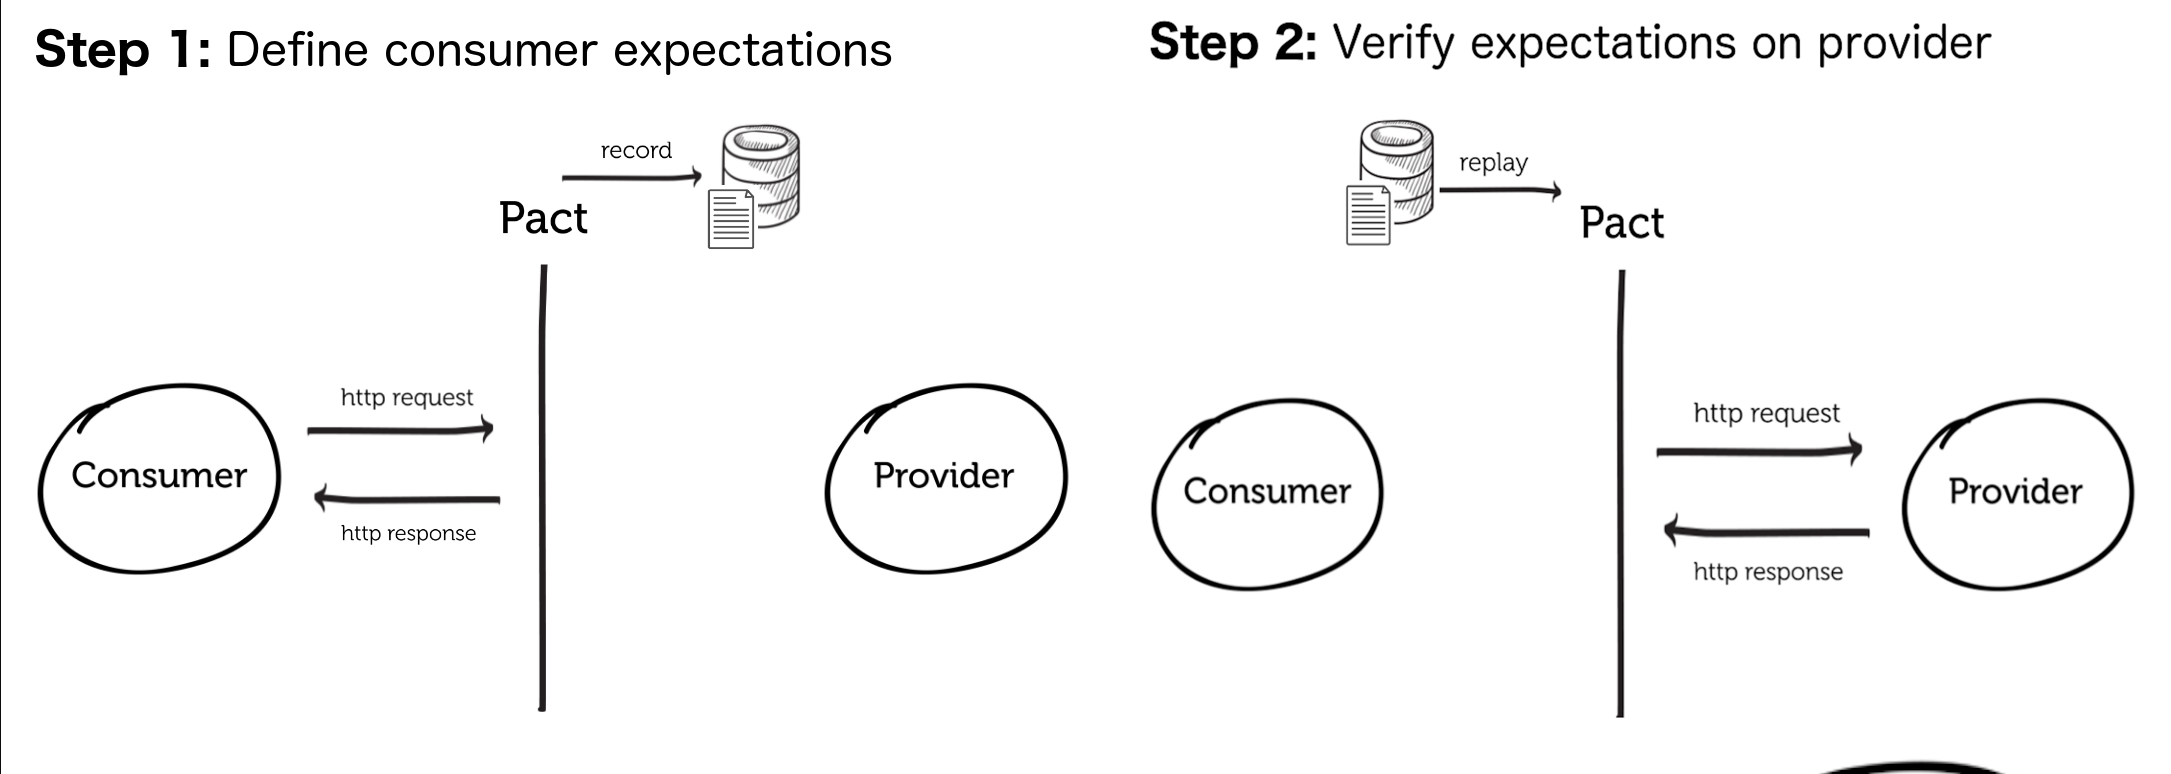 Step 1: Define consumer expectations
record
Pact
http request
Consumer
http response
Provider
Step 2: Verify expectations on provider
replay
Pact
Consumer
http request
http response
Provider